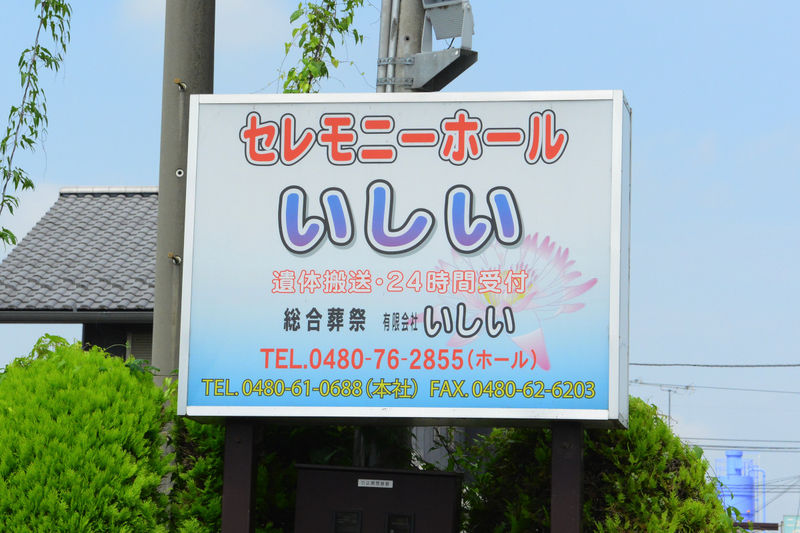 セレモニーホール
いしい
遺体搬送・24時間受付
総合葬祭 有限会社 いしい
TEL.0480-76-2855(ホール)
TEL. 0480-61-0688(本社) FAX. 0480-62-6203